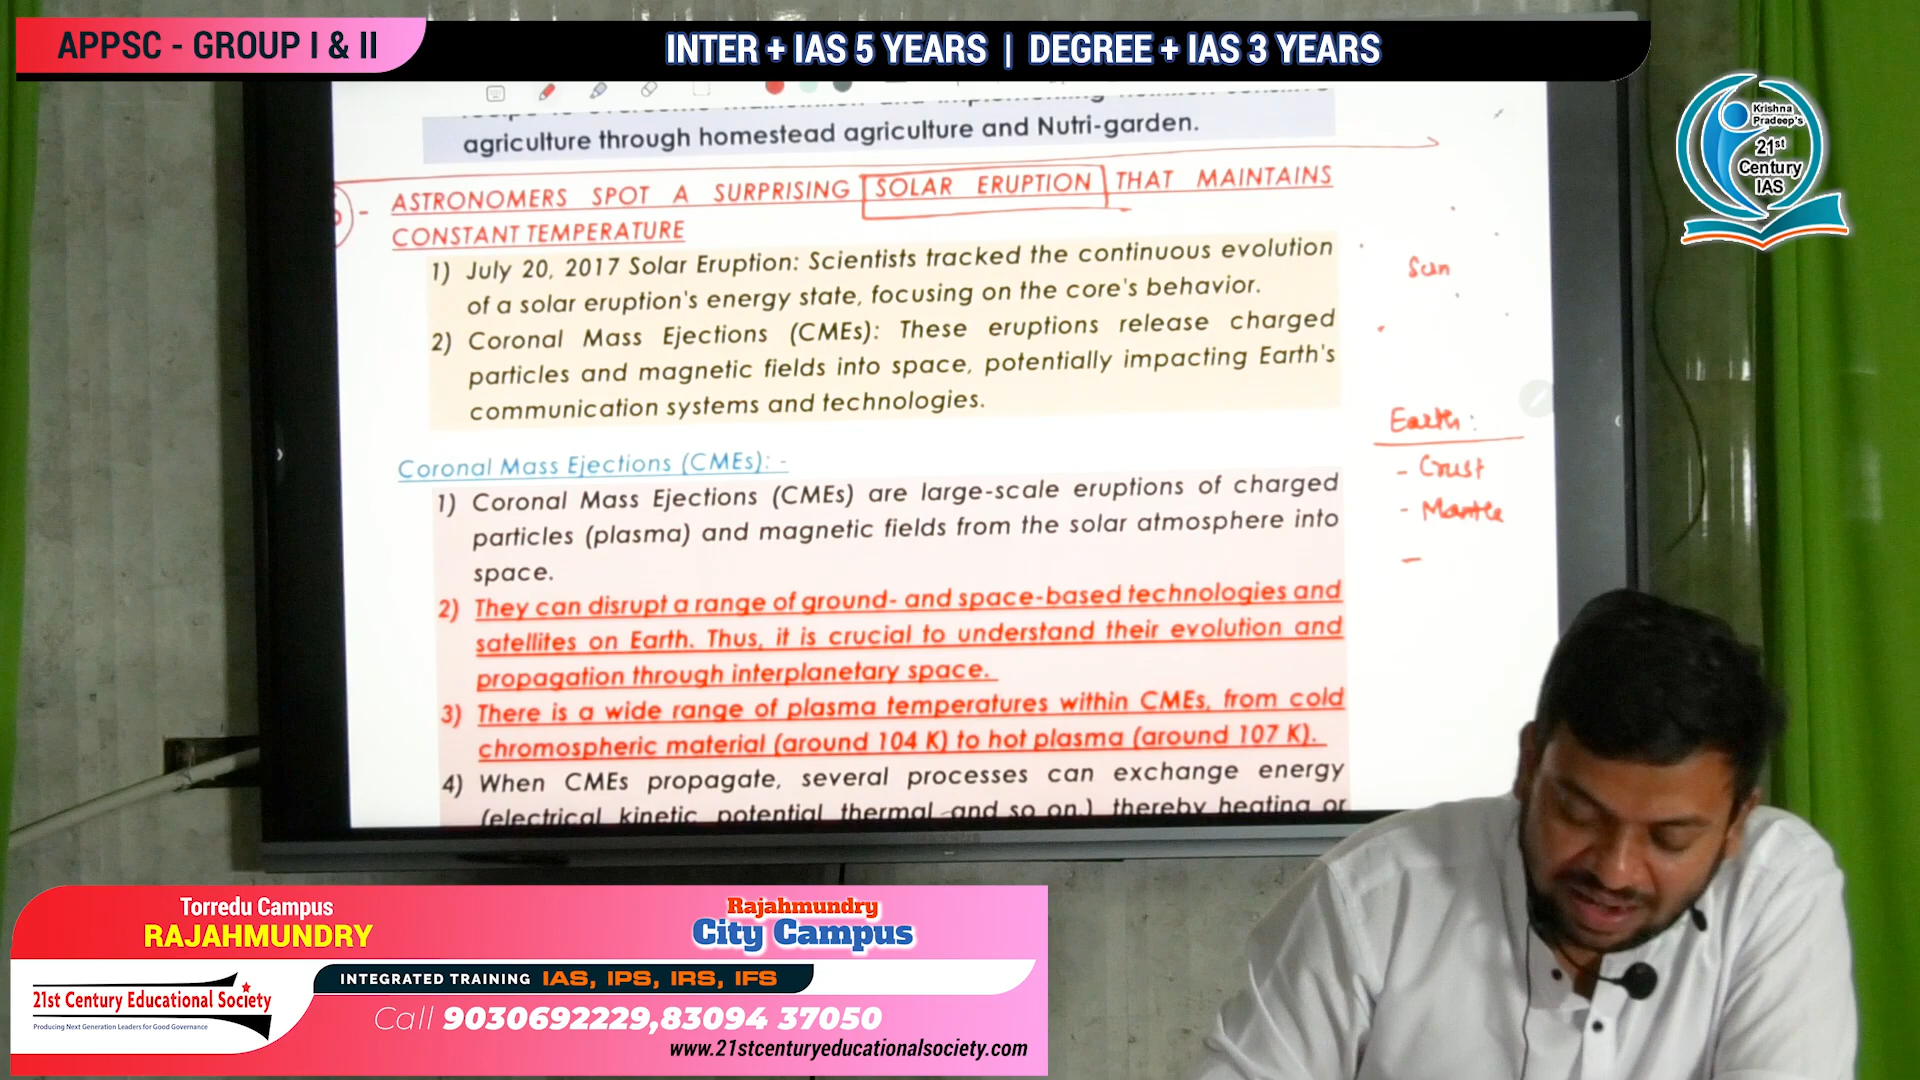 APPSC - GROUP I & II
INTER + IAS 5 YEARS | DEGREE + IAS 3 YEARS
Krishna
Pradeep's
21st
Century
IAS
agriculture through homestead agriculture and Nutri-garden.
- ASTRONOMERS SPOT A SURPRISING SOLAR ERUPTION THAT MAINTAINS
CONSTANT TEMPERATURE
1) July 20, 2017 Solar Eruption: Scientists tracked the continuous evolution
of a solar eruption's energy state, focusing on the core's behavior.
2) Coronal Mass Ejections (CMEs): These eruptions release charged
particles and magnetic fields into space, potentially impacting Earth's
communication systems and technologies.
Sun
Earth:
- Crust
- Mantle
-
Coronal Mass Ejections (CMEs): -
1) Coronal Mass Ejections (CMEs) are large-scale eruptions of charged
particles (plasma) and magnetic fields from the solar atmosphere into
space.
2) They can disrupt a range of ground- and space-based technologies and
satellites on Earth. Thus, it is crucial to understand their evolution and
propagation through interplanetary space.
3) There is a wide range of plasma temperatures within CMEs, from cold
chromospheric material (around 104 K) to hot plasma (around 107 K).
4) When CMEs propagate, several processes can exchange energy
(electrical kinetic potential thermal and so on.) thereby heating or
Torredu Campus
RAJAHMUNDRY
Rajahmundry
City Campus
INTEGRATED TRAINING IAS, IPS, IRS, IFS
21st Century Educational Society
Producing Next Generation Leaders for Good Governance
Call 9030692229,83094 37050
www.21stcenturyeducationalsociety.com